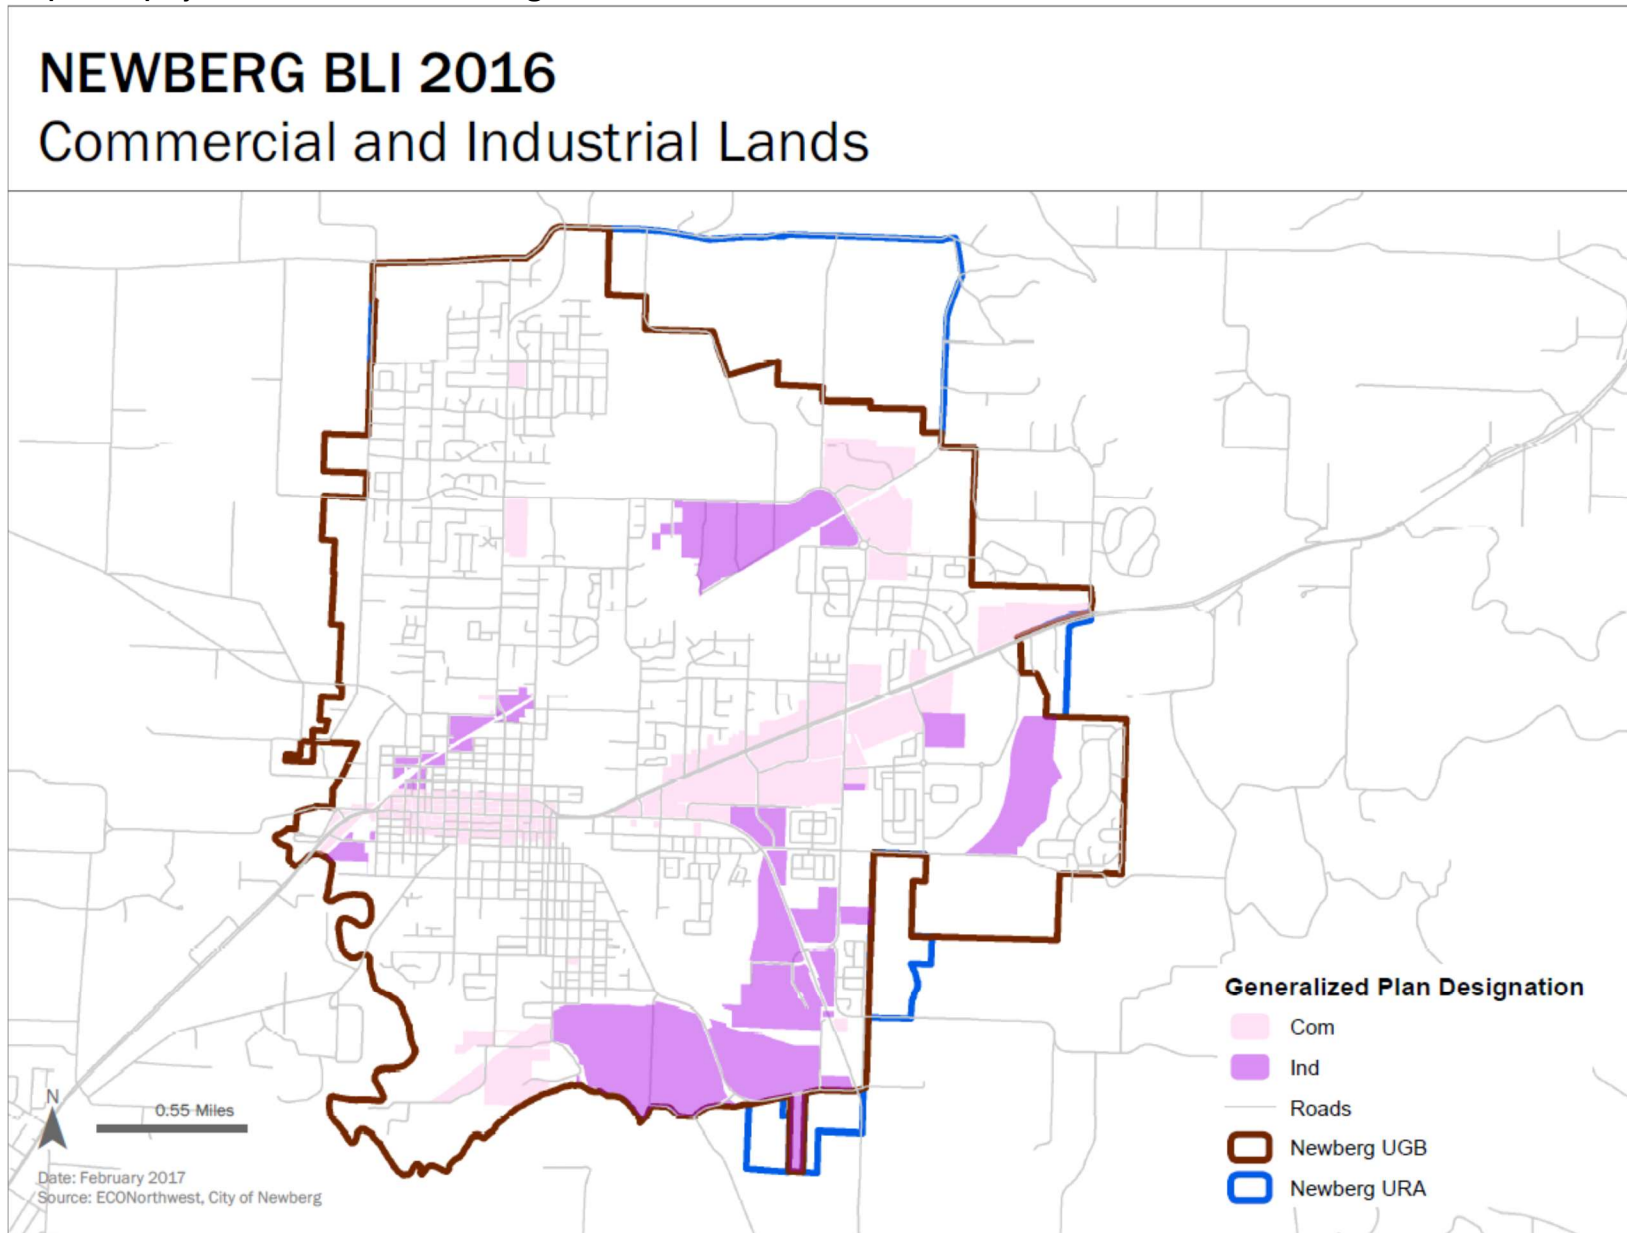 NEWBERG BLI 2016
Commercial and Industrial Lands
Generalized Plan Designation
Com
Ind
Roads
Newberg UGB
Newberg URA
N
0.55 Miles
Date: February 2017
Source: ECONorthwest, City of Newberg